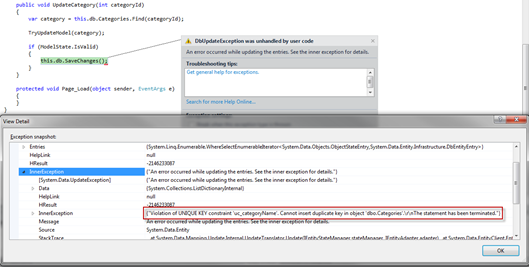 public void UpdateCategory(int categoryId)
{
var category = this.db.Categories.Find(categoryId);
TryUpdateModel(category);
if (ModelState.IsValid)
{
this.db.SaveChanges();
}
}
protected void Page_Load(object sender, EventArgs e)
{
}
}
DbUpdateException was unhandled by user code
An error occurred while updating the entries. See the inner exception for details.
Troubleshooting tips:
Get general help for exceptions.
Search for more Help Online...
View Detail
Exception snapshot:
Entries {System.Linq.Enumerable.WhereSelectEnumerableIterator<System.Data.Objects.ObjectStateEntry,System.Data.Entity.Infrastructure.DbEntityEntry>}
HelpLink null
HResult -2146233087
InnerException {"An error occurred while updating the entries. See the inner exception for details."}
[System.Data.UpdateException] {"An error occurred while updating the entries. See the inner exception for details."}
Data {System.Collections.ListDictionaryInternal}
HelpLink null
HResult -2146233087
InnerException {"Violation of UNIQUE KEY constraint 'uc_categoryName'. Cannot insert duplicate key in object 'dbo.Categories'.\r\nThe statement has been terminated."}
Message An error occurred while updating the entries. See the inner exception for details.
Source System.Data.Entity
StackTrace at System.Data.Mapping.Update.Internal.UpdateTranslator.Update(IEntityStateManager stateManager, IEntityAdapter adapter) at System.Data.EntityClient.En
OK